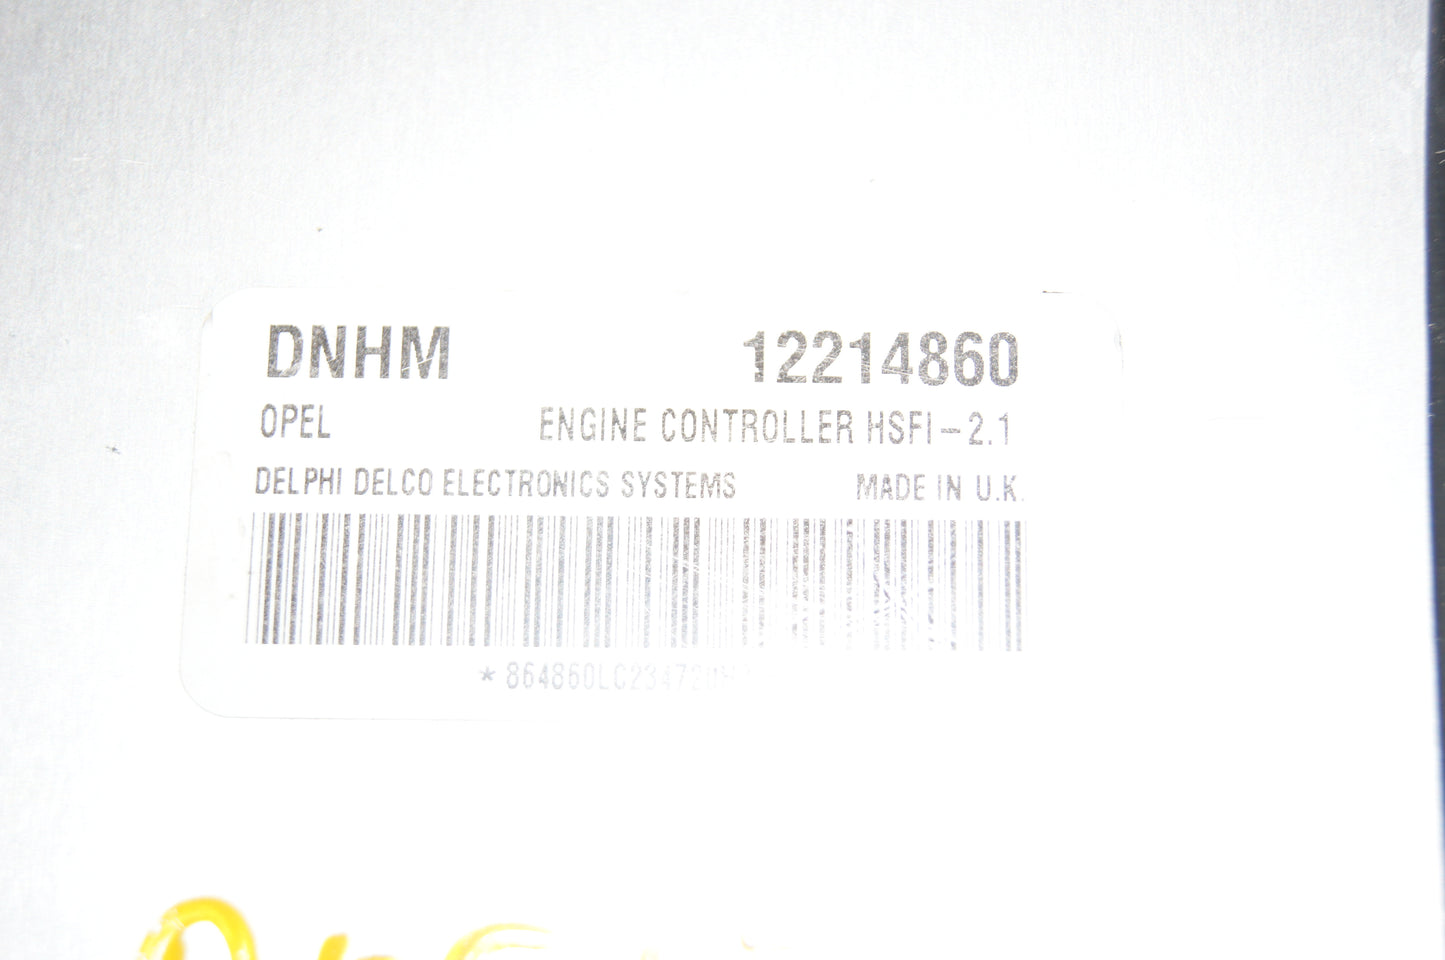 DNHM 12214860
OPEL ENGINE CONTROLLER HSFI-2.1
DELPHI DELCO ELECTRONICS SYSTEMS MADE IN U.K.